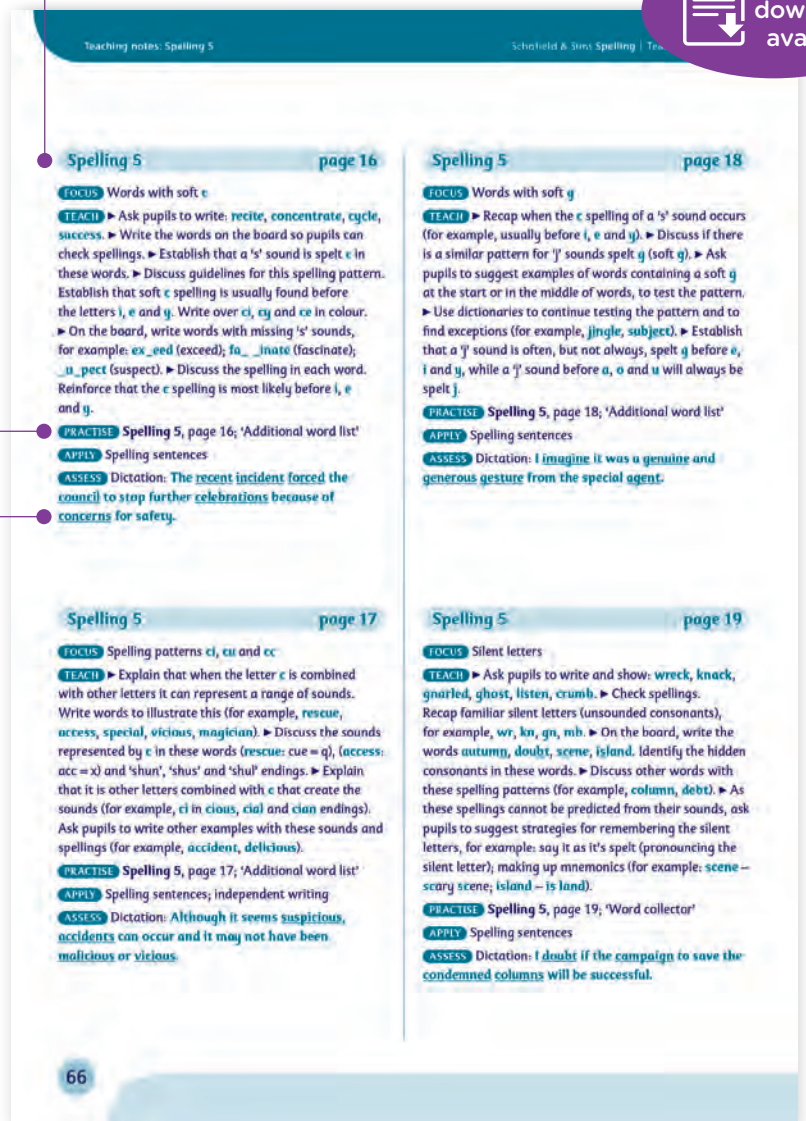 dow
ava
Teaching notes: Spelling 5
Schofield & Sims Spelling | Tea
Spelling 5 page 16
FOCUS Words with soft c
TEACH ▶ Ask pupils to write: recite, concentrate, cycle,
success. ▶ Write the words on the board so pupils can
check spellings. ▶ Establish that a 's' sound is spelt c in
these words. ▶ Discuss guidelines for this spelling pattern.
Establish that soft c spelling is usually found before
the letters i, e and y. Write over ci, cy and ce in colour.
▶ On the board, write words with missing 's' sounds,
for example: ex_eed (exceed); fa_ _inate (fascinate);
_u_pect (suspect). ▶ Discuss the spelling in each word.
Reinforce that the c spelling is most likely before i, e
and y.
PRACTISE Spelling 5, page 16; 'Additional word list'
APPLY Spelling sentences
ASSESS Dictation: The recent incident forced the
council to stop further celebrations because of
concerns for safety.
Spelling 5 page 17
FOCUS Spelling patterns ci, cu and cc
TEACH ▶ Explain that when the letter c is combined
with other letters it can represent a range of sounds.
Write words to illustrate this (for example, rescue,
access, special, vicious, magician). ▶ Discuss the sounds
represented by c in these words (rescue: cue = q), (access:
acc = x) and 'shun', 'shus' and 'shul' endings. ▶ Explain
that it is other letters combined with c that create the
sounds (for example, ci in cious, cial and cian endings).
Ask pupils to write other examples with these sounds and
spellings (for example, accident, delicious).
PRACTISE Spelling 5, page 17; 'Additional word list'
APPLY Spelling sentences; independent writing
ASSESS Dictation: Although it seems suspicious,
accidents can occur and it may not have been
malicious or vicious.
Spelling 5 page 18
FOCUS Words with soft g
TEACH ▶ Recap when the c spelling of a 's' sound occurs
(for example, usually before i, e and y). ▶ Discuss if there
is a similar pattern for 'j' sounds spelt g (soft g). ▶ Ask
pupils to suggest examples of words containing a soft g
at the start or in the middle of words, to test the pattern.
▶ Use dictionaries to continue testing the pattern and to
find exceptions (for example, jingle, subject). ▶ Establish
that a 'j' sound is often, but not always, spelt g before e,
i and y, while a 'j' sound before a, o and u will always be
spelt j.
PRACTISE Spelling 5, page 18; 'Additional word list'
APPLY Spelling sentences
ASSESS Dictation: I imagine it was a genuine and
generous gesture from the special agent.
Spelling 5 page 19
FOCUS Silent letters
TEACH ▶ Ask pupils to write and show: wreck, knack,
gnarled, ghost, listen, crumb. ▶ Check spellings.
Recap familiar silent letters (unsounded consonants),
for example, wr, kn, gn, mb. ▶ On the board, write the
words autumn, doubt, scene, island. Identify the hidden
consonants in these words. ▶ Discuss other words with
these spelling patterns (for example, column, debt). ▶ As
these spellings cannot be predicted from their sounds, ask
pupils to suggest strategies for remembering the silent
letters, for example: say it as it's spelt (pronouncing the
silent letter); making up mnemonics (for example: scene –
scary scene; island – is land).
PRACTISE Spelling 5, page 19; 'Word collector'
APPLY Spelling sentences
ASSESS Dictation: I doubt if the campaign to save the
condemned columns will be successful.
66